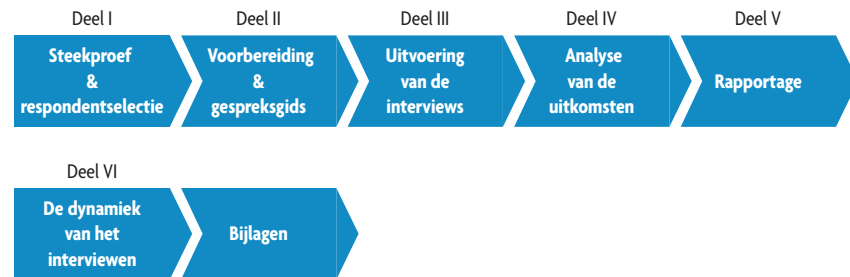 Deel I
Steekproef
&
respondentselectie
Deel II
Voorbereiding
&
gespreksgids
Deel III
Uitvoering
van de
interviews
Deel IV
Analyse
van de
uitkomsten
Deel V
Rapportage
Deel VI
De dynamiek
van het
interviewen
Bijlagen